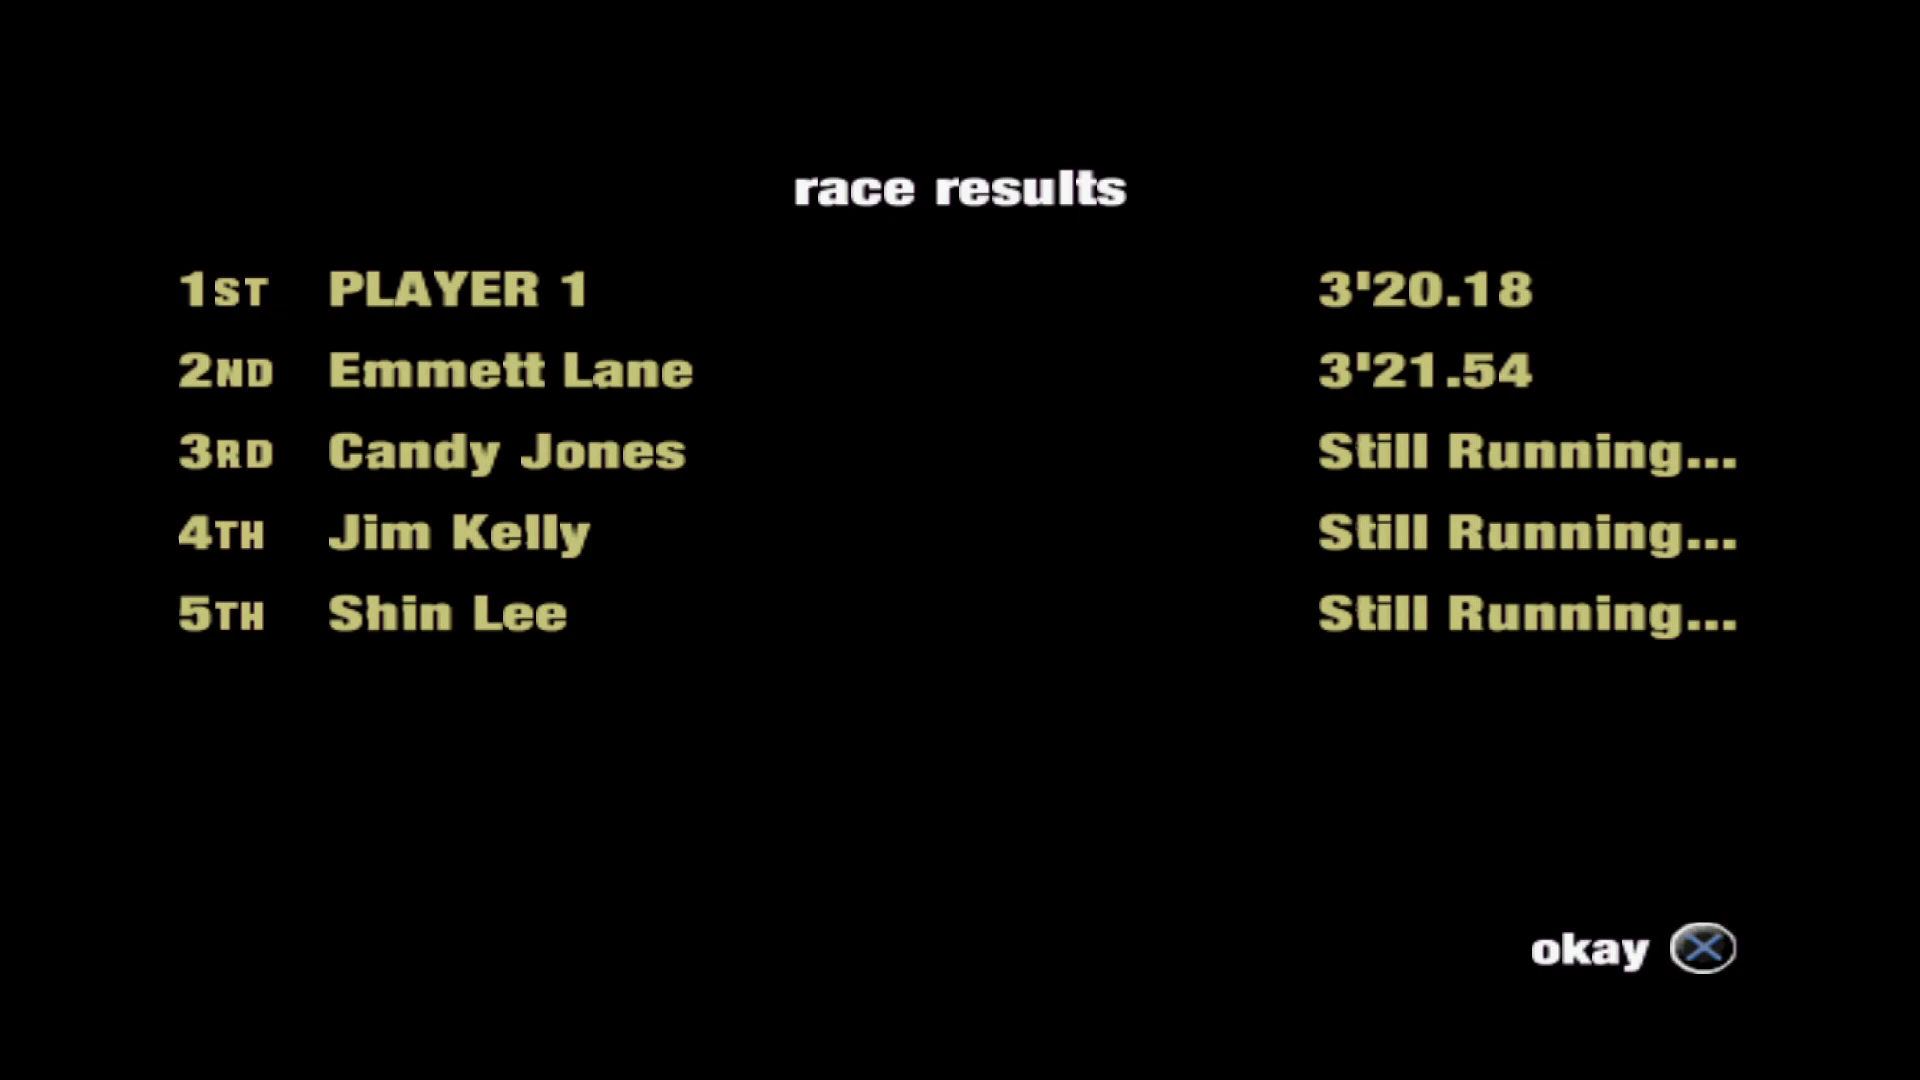 race results
1ST PLAYER 1 3'20.18
2ND Emmett Lane 3'21.54
3RD Candy Jones Still Running...
4TH Jim Kelly Still Running...
5TH Shin Lee Still Running...
okay